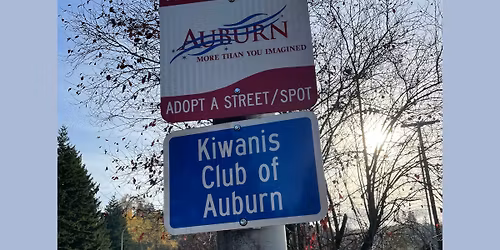 AUBURN
MORE THAN YOU IMAGINED
ADOPT A STREET/SPOT
Kiwanis
Club of
Auburn